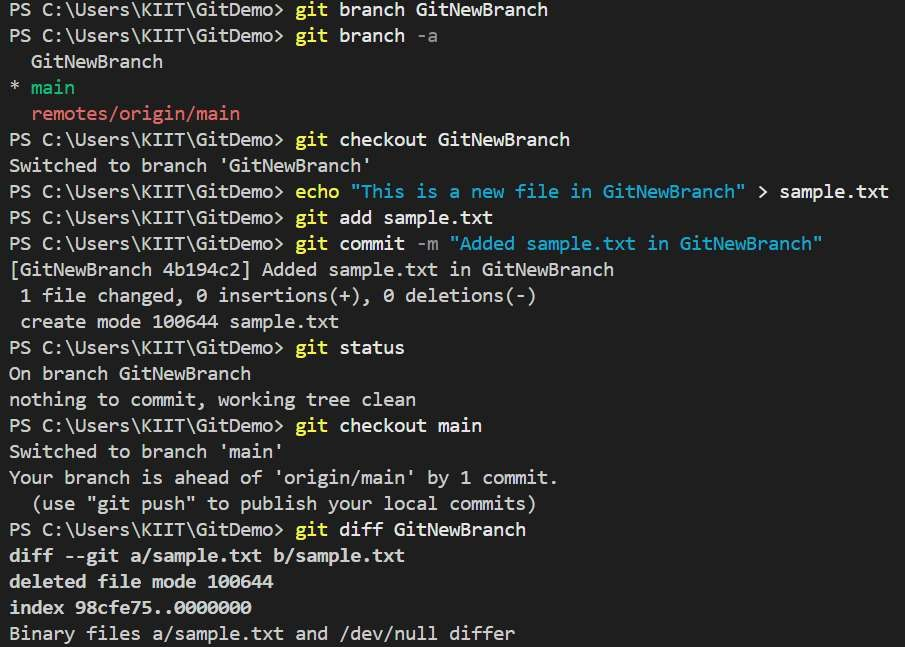 PS C:\Users\KIIT\GitDemo> git branch GitNewBranch
PS C:\Users\KIIT\GitDemo> git branch -a
  GitNewBranch
* main
  remotes/origin/main
PS C:\Users\KIIT\GitDemo> git checkout GitNewBranch
Switched to branch 'GitNewBranch'
PS C:\Users\KIIT\GitDemo> echo "This is a new file in GitNewBranch" > sample.txt
PS C:\Users\KIIT\GitDemo> git add sample.txt
PS C:\Users\KIIT\GitDemo> git commit -m "Added sample.txt in GitNewBranch"
[GitNewBranch 4b194c2] Added sample.txt in GitNewBranch
 1 file changed, 0 insertions(+), 0 deletions(-)
 create mode 100644 sample.txt
PS C:\Users\KIIT\GitDemo> git status
On branch GitNewBranch
nothing to commit, working tree clean
PS C:\Users\KIIT\GitDemo> git checkout main
Switched to branch 'main'
Your branch is ahead of 'origin/main' by 1 commit.
  (use "git push" to publish your local commits)
PS C:\Users\KIIT\GitDemo> git diff GitNewBranch
diff --git a/sample.txt b/sample.txt
deleted file mode 100644
index 98cfe75..0000000
Binary files a/sample.txt and /dev/null differ